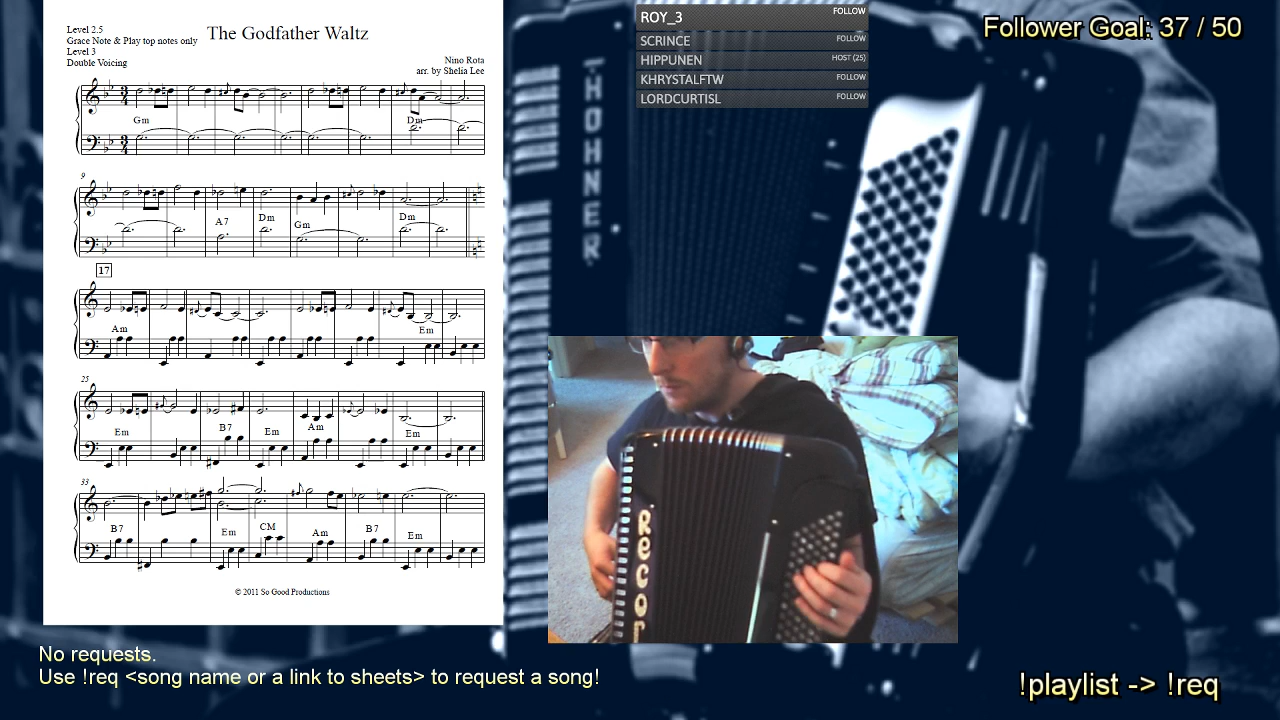 Level 2.5
Grace Note & Play top notes only
Level 3
Double Voicing
The Godfather Waltz
Nino Rota
arr. by Shelia Lee
Gm
Dm
9
A7
Dm
Gm
Dm
17
Am
Em
25
Em
B7
Em
Am
Em
33
B7
Em
CM
Am
B7
Em
© 2011 So Good Productions
HOHNER
ROY_3 FOLLOW
SCRINCE FOLLOW
HIPPUNEN HOST (25)
KHRYSTALFTW FOLLOW
LORDCURTISL FOLLOW
Follower Goal: 37 / 50
Recor
No requests.
Use !req <song name or a link to sheets> to request a song!
!playlist -> !req